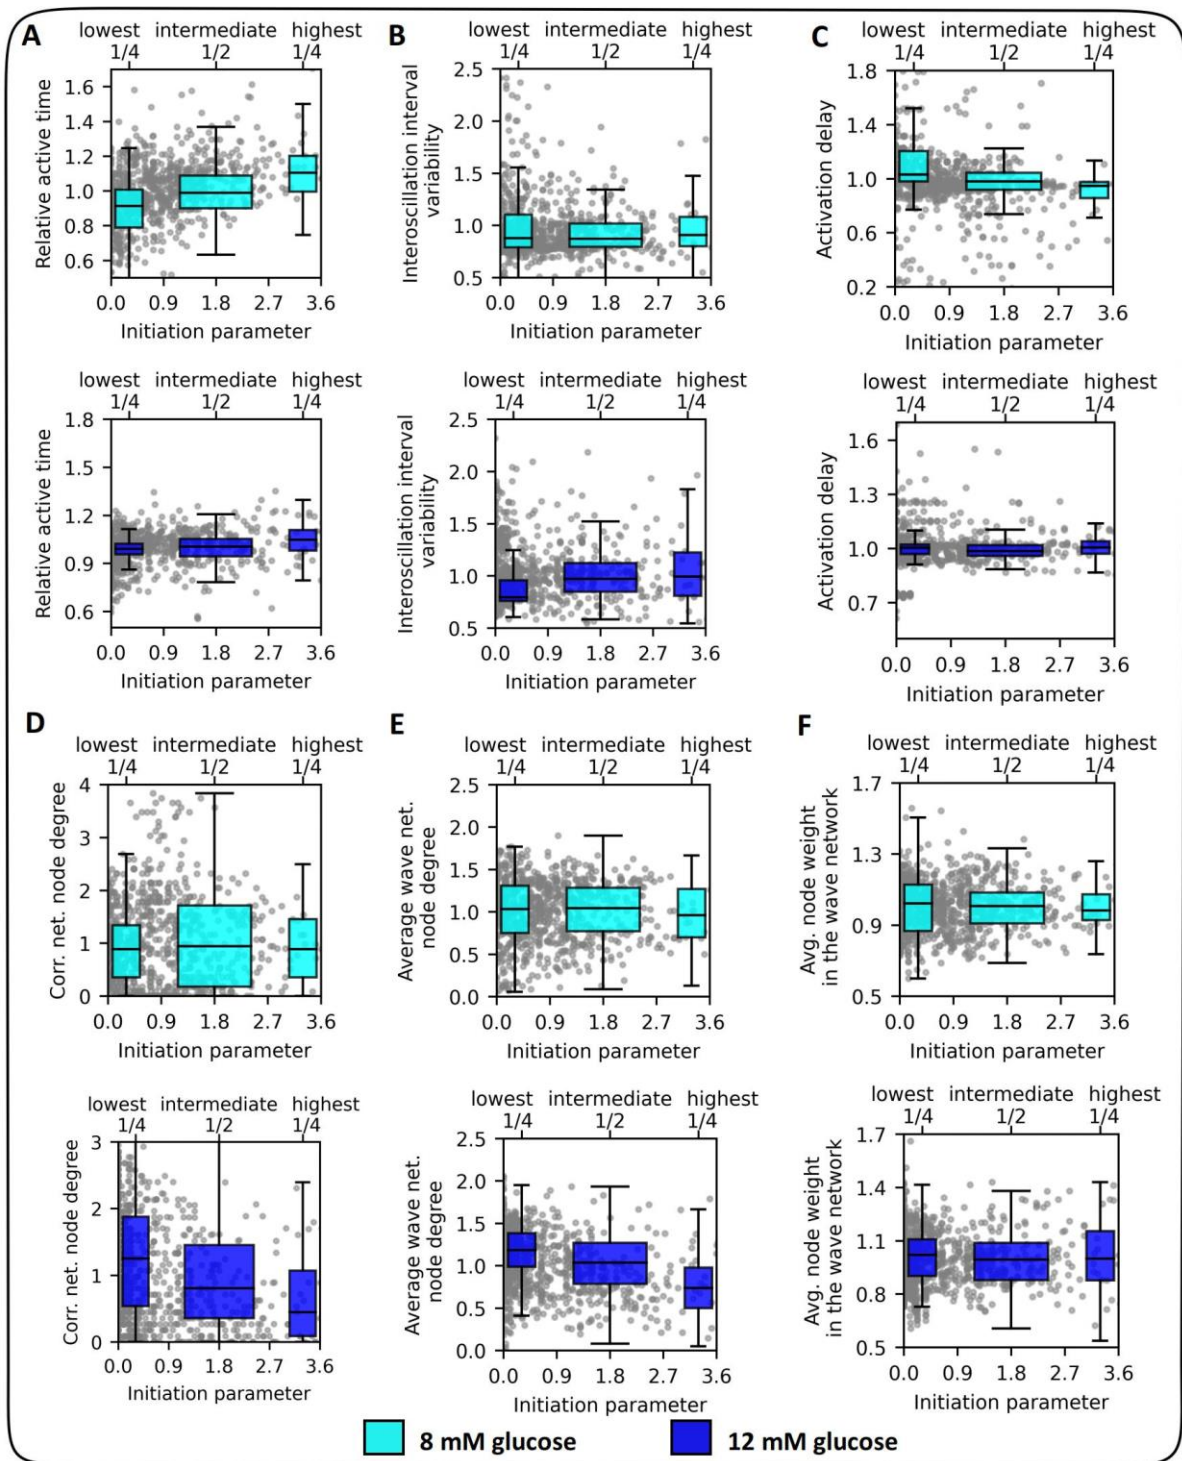 A
lowest intermediate highest
1/4 1/2 1/4
Relative active time
1.6
1.4
1.2
1.0
0.8
0.6
0.0 0.9 1.8 2.7 3.6
Initiation parameter
B
lowest intermediate highest
1/4 1/2 1/4
Interoscillation interval
variability
2.5
2.0
1.5
1.0
0.5
0.0 0.9 1.8 2.7 3.6
Initiation parameter
C
lowest intermediate highest
1/4 1/2 1/4
Activation delay
1.8
1.4
1.0
0.6
0.2
0.0 0.9 1.8 2.7 3.6
Initiation parameter
lowest intermediate highest
1/4 1/2 1/4
Relative active time
1.8
1.5
1.2
0.9
0.6
0.0 0.9 1.8 2.7 3.6
Initiation parameter
lowest intermediate highest
1/4 1/2 1/4
Interoscillation interval
variability
2.5
2.0
1.5
1.0
0.5
0.0 0.9 1.8 2.7 3.6
Initiation parameter
lowest intermediate highest
1/4 1/2 1/4
Activation delay
1.6
1.3
1.0
0.7
0.0 0.9 1.8 2.7 3.6
Initiation parameter
D
lowest intermediate highest
1/4 1/2 1/4
Corr. net. node degree
4
3
2
1
0
0.0 0.9 1.8 2.7 3.6
Initiation parameter
E
lowest intermediate highest
1/4 1/2 1/4
Average wave net.
node degree
2.5
2.0
1.5
1.0
0.5
0.0
0.0 0.9 1.8 2.7 3.6
Initiation parameter
F
lowest intermediate highest
1/4 1/2 1/4
Avg. node weight
in the wave network
1.7
1.3
0.9
0.5
0.0 0.9 1.8 2.7 3.6
Initiation parameter
lowest intermediate highest
1/4 1/2 1/4
Corr. net. node degree
3
2
1
0
0.0 0.9 1.8 2.7 3.6
Initiation parameter
lowest intermediate highest
1/4 1/2 1/4
Average wave net.
node degree
2.5
2.0
1.5
1.0
0.5
0.0
0.0 0.9 1.8 2.7 3.6
Initiation parameter
lowest intermediate highest
1/4 1/2 1/4
Avg. node weight
in the wave network
1.7
1.4
1.1
0.8
0.5
0.0 0.9 1.8 2.7 3.6
Initiation parameter
8 mM glucose 12 mM glucose